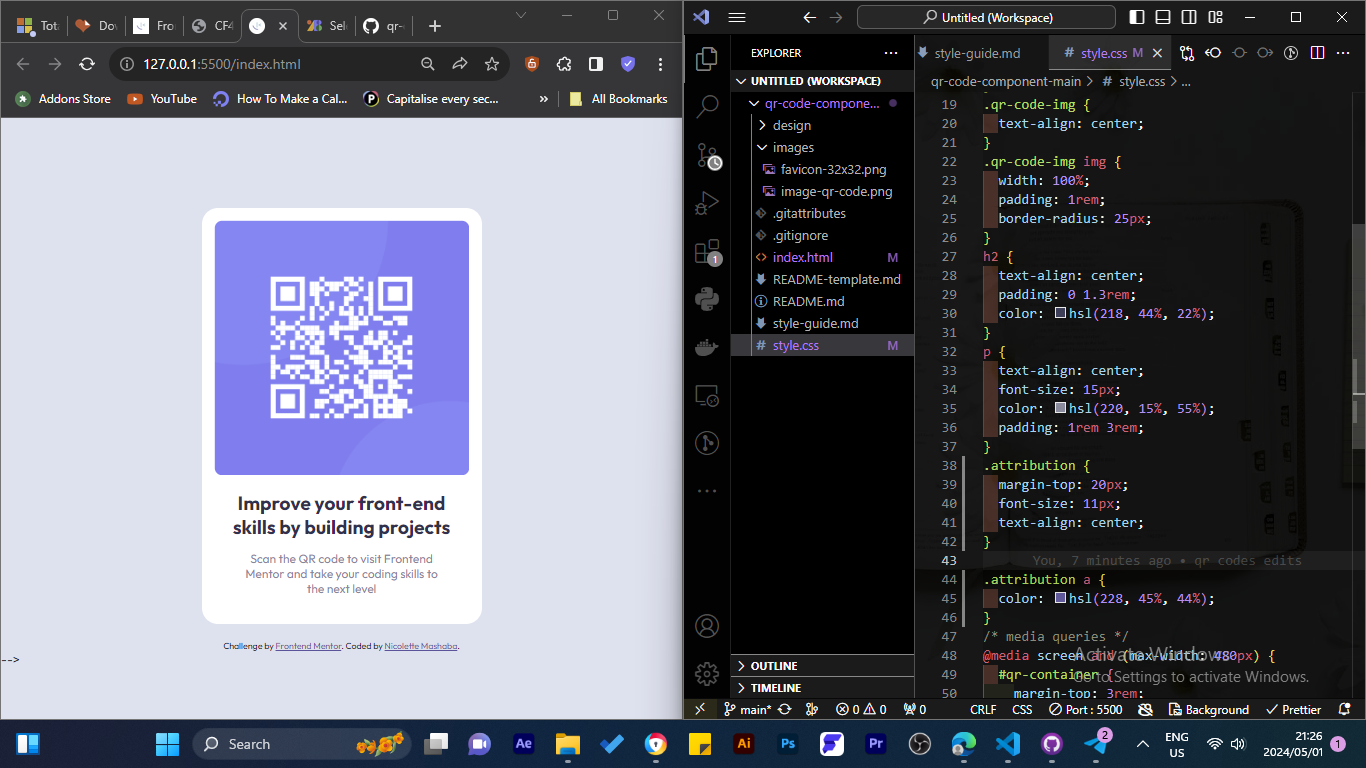 Tot
Dov
Fro
CF4
Sel
qr-
127.0.0.1:5500/index.html
Addons Store
YouTube
How To Make a Cal...
Capitalise every sec...
»
All Bookmarks
Improve your front-end
skills by building projects
Scan the QR code to visit Frontend
Mentor and take your coding skills to
the next level
Challenge by Frontend Mentor. Coded by Nicolette Mashaba.
-->
Untitled (Workspace)
EXPLORER
UNTITLED (WORKSPACE)
qr-code-compone...
design
images
favicon-32x32.png
image-qr-code.png
.gitattributes
.gitignore
index.html M
README-template.md
README.md
style-guide.md
style.css M
OUTLINE
TIMELINE
1
style-guide.md
# style.css M
qr-code-component-main > # style.css > ...
19 .qr-code-img {
20 text-align: center;
21 }
22 .qr-code-img img {
23 width: 100%;
24 padding: 1rem;
25 border-radius: 25px;
26 }
27 h2 {
28 text-align: center;
29 padding: 0 1.3rem;
30 color: hsl(218, 44%, 22%);
31 }
32 p {
33 text-align: center;
34 font-size: 15px;
35 color: hsl(220, 15%, 55%);
36 padding: 1rem 3rem;
37 }
38 .attribution {
39 margin-top: 20px;
40 font-size: 11px;
41 text-align: center;
42 }
43 You, 7 minutes ago • qr codes edits
44 .attribution a {
45 color: hsl(228, 45%, 44%);
46 }
47 /* media queries */
48 @media screen and (max-width: 480px) {
49 #qr-container {
50 margin-top: 3rem;
Activate Windows
Go to Settings to activate Windows.
main*
0 0
0
CRLF
CSS
Port : 5500
Background
Prettier
Search
Ae
Ai
Ps
Pr
2
ENG
US
21:26
2024/05/01
1